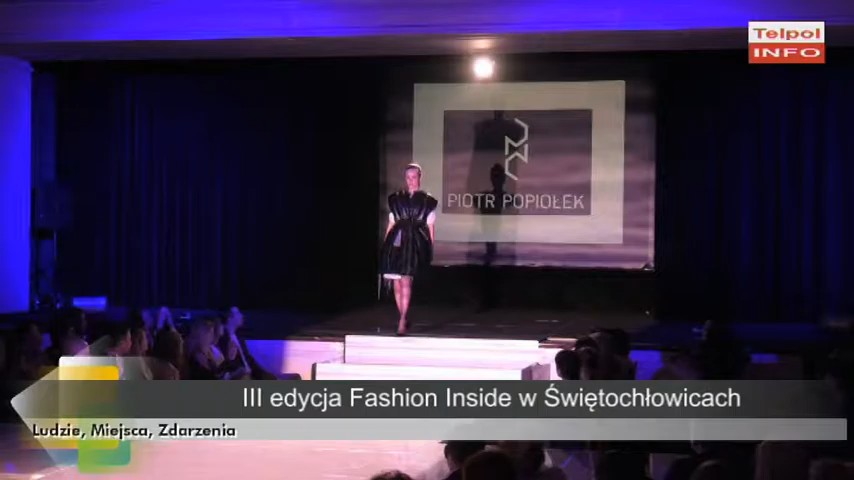 Telpol
INFO
PIOTR POPIOŁEK
III edycja Fashion Inside w Świętochłowicach
Ludzie, Miejsca, Zdarzenia